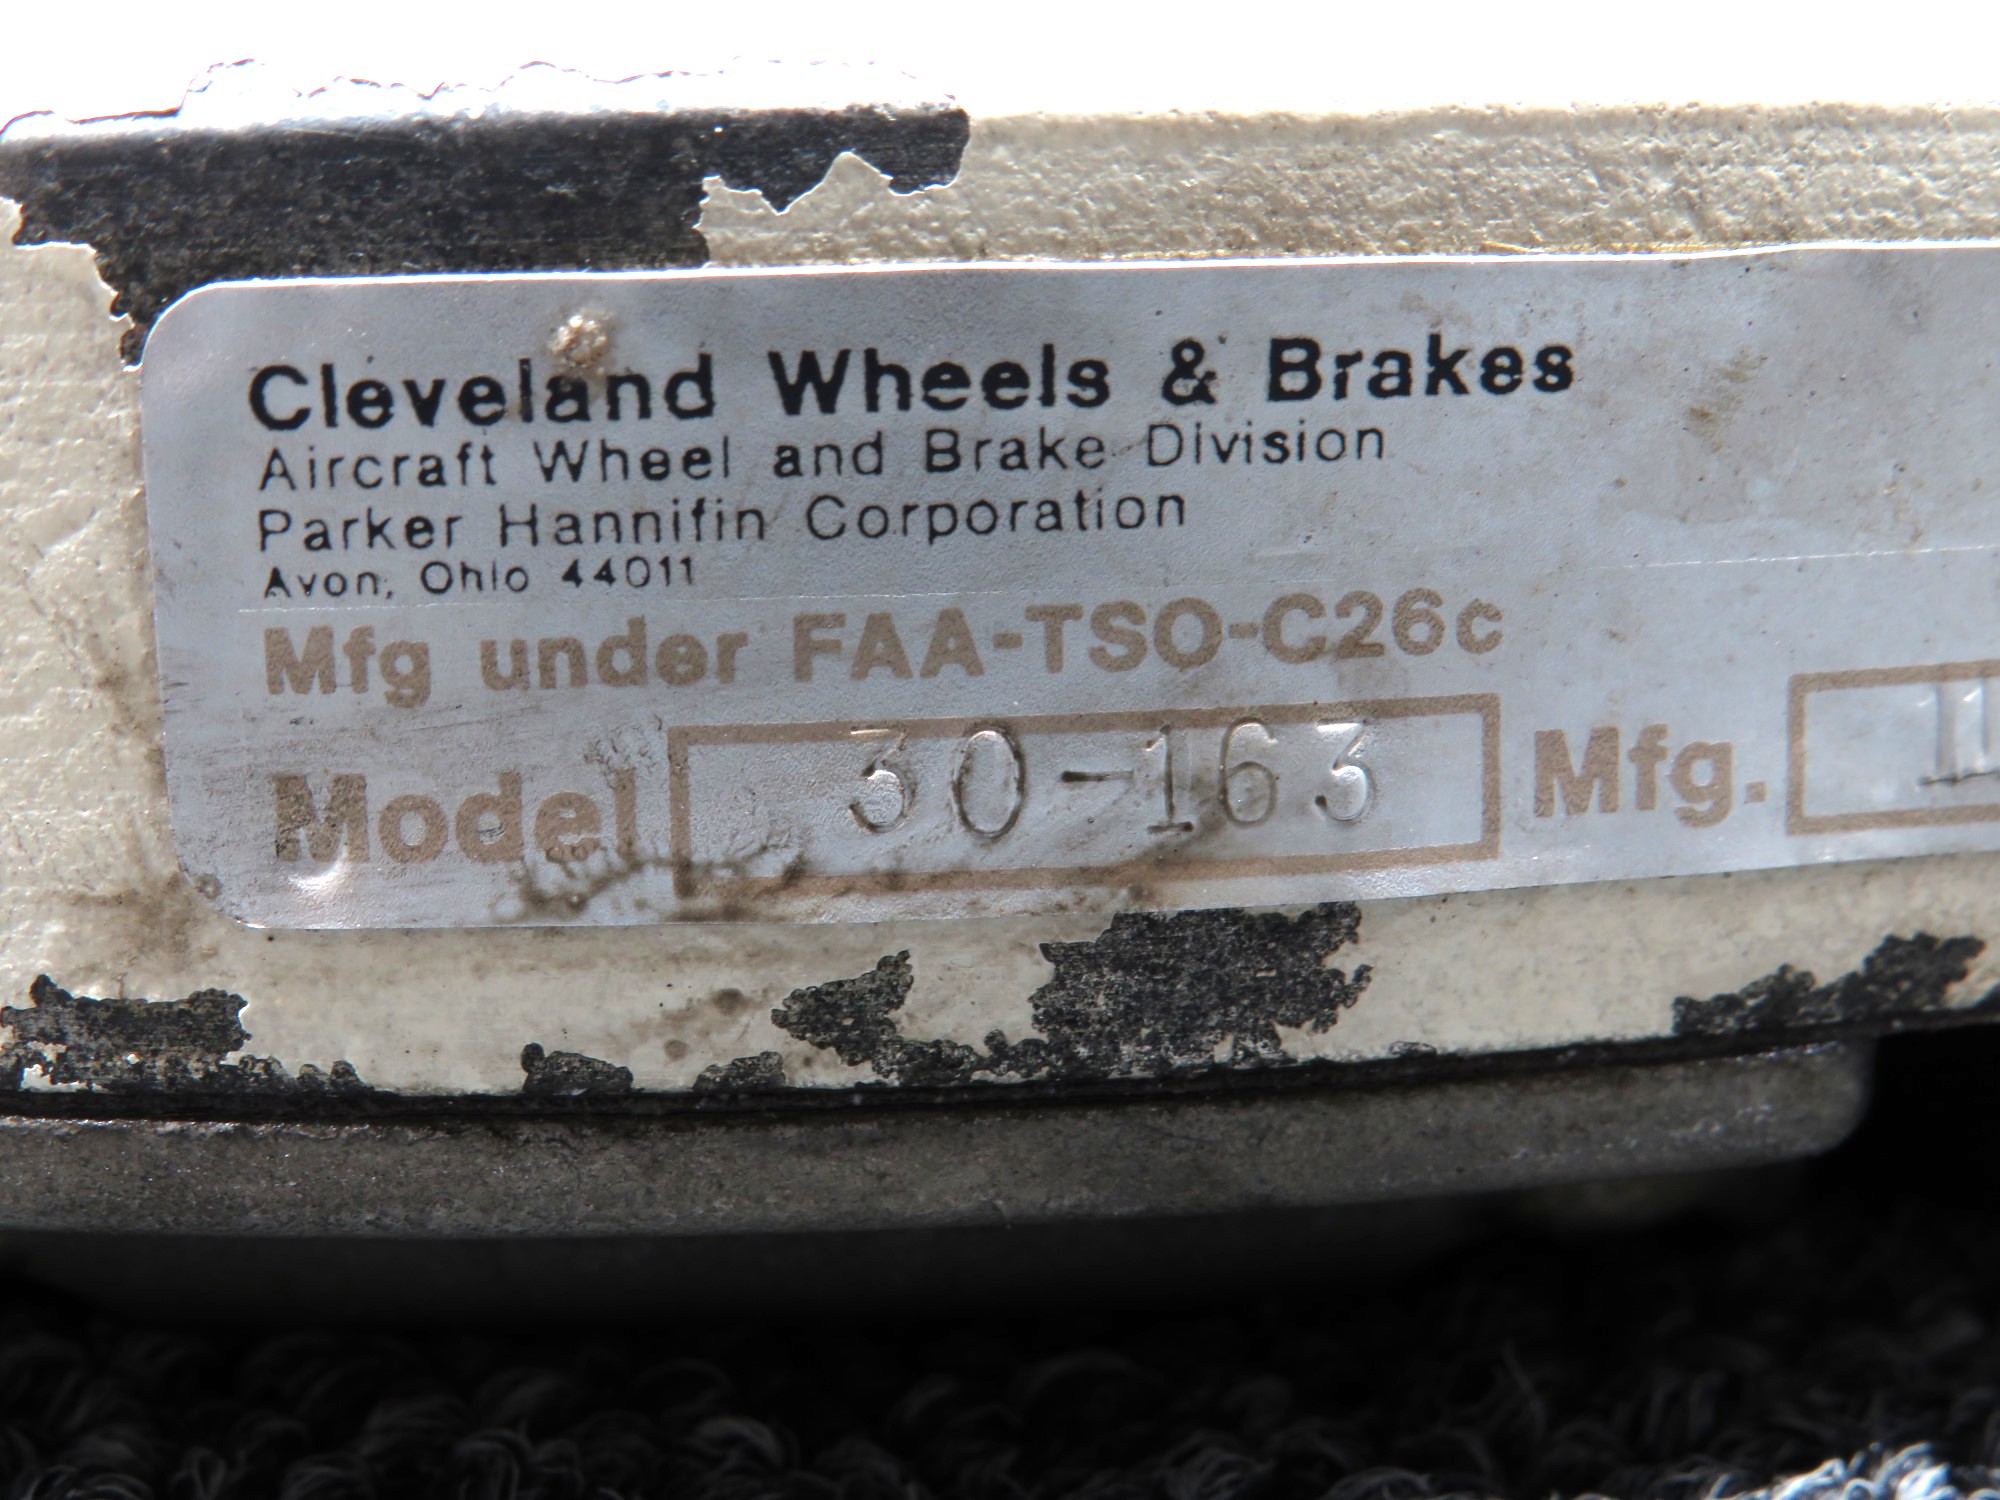 Cleveland Wheels & Brakes
Aircraft Wheel and Brake Division
Parker Hannifin Corporation
Avon, Ohio 44011
Mfg under FAA-TSO-C26c
Model 30-163 Mfg.